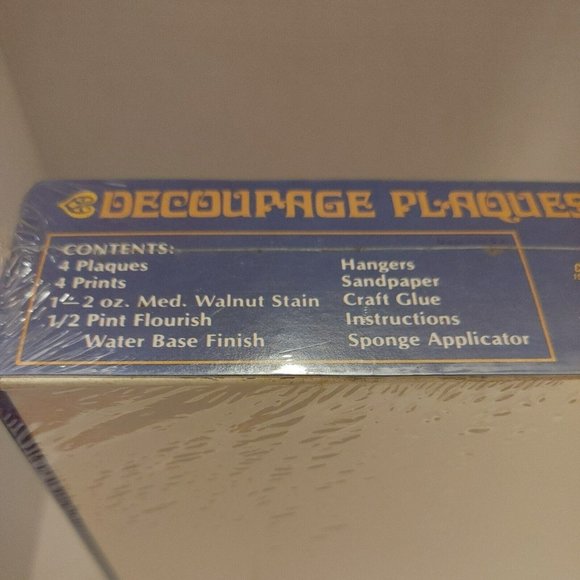 DECOUPAGE PLAQUES
CONTENTS:
4 Plaques
4 Prints
1—2 oz. Med. Walnut Stain
1/2 Pint Flourish
Water Base Finish
Hangers
Sandpaper
Craft Glue
Instructions
Sponge Applicator